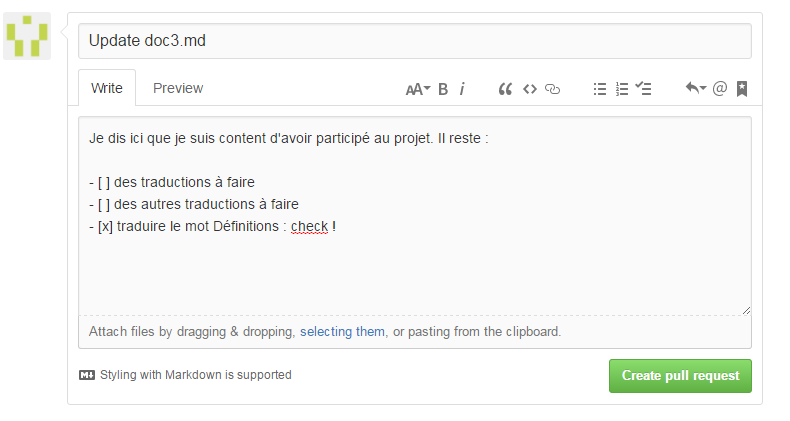 Update doc3.md
Write Preview AA B i @
Je dis ici que je suis content d'avoir participé au projet. Il reste :
- [ ] des traductions à faire
- [ ] des autres traductions à faire
- [x] traduire le mot Définitions : check !
Attach files by dragging & dropping, selecting them, or pasting from the clipboard.
Styling with Markdown is supported
Create pull request